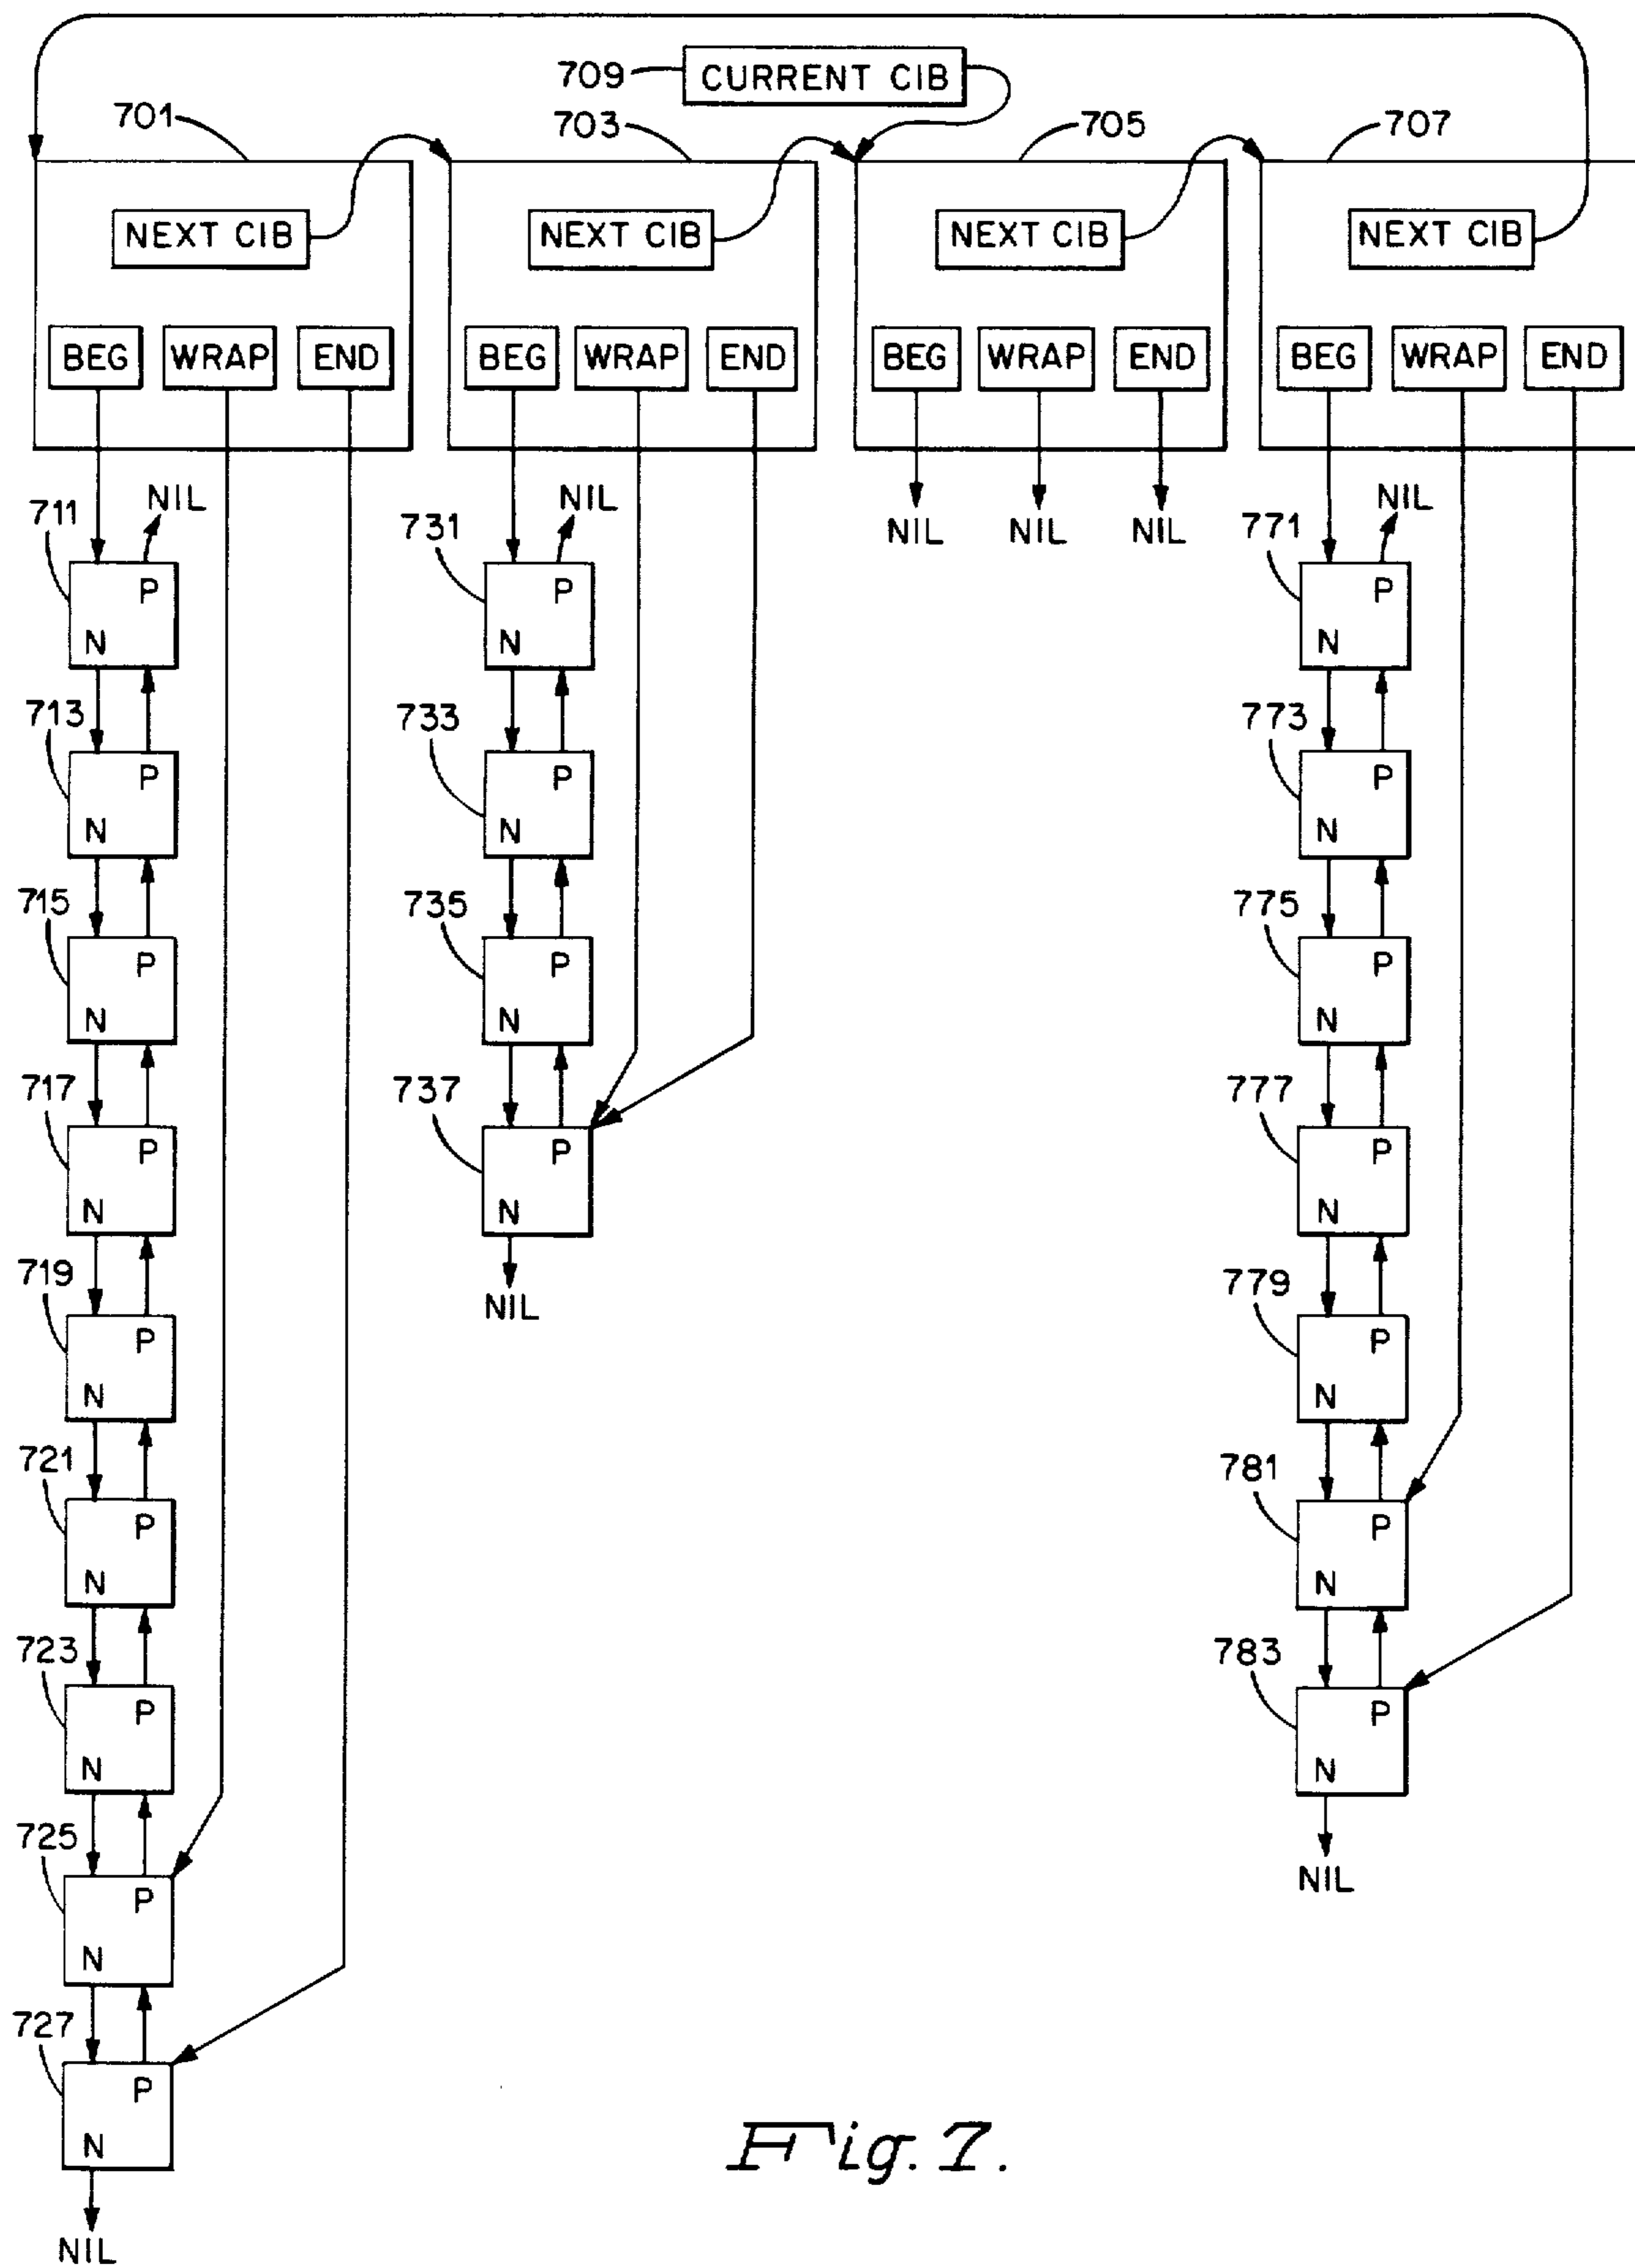 709 CURRENT CIB
701 703 705 707
NEXT CIB NEXT CIB NEXT CIB NEXT CIB
BEG WRAP END BEG WRAP END BEG WRAP END BEG WRAP END
NIL NIL NIL
711 731 NIL NIL NIL 771
P P P
N N N
713 733 773
P P P
N N N
715 735 775
P P P
N N N
717 737 777
P P P
N N N
719 779
NIL
P P
N N
721 781
P P
N N
723 783
P P
N N
725 NIL
P
N
727
P
N
Fig. 7.
NIL